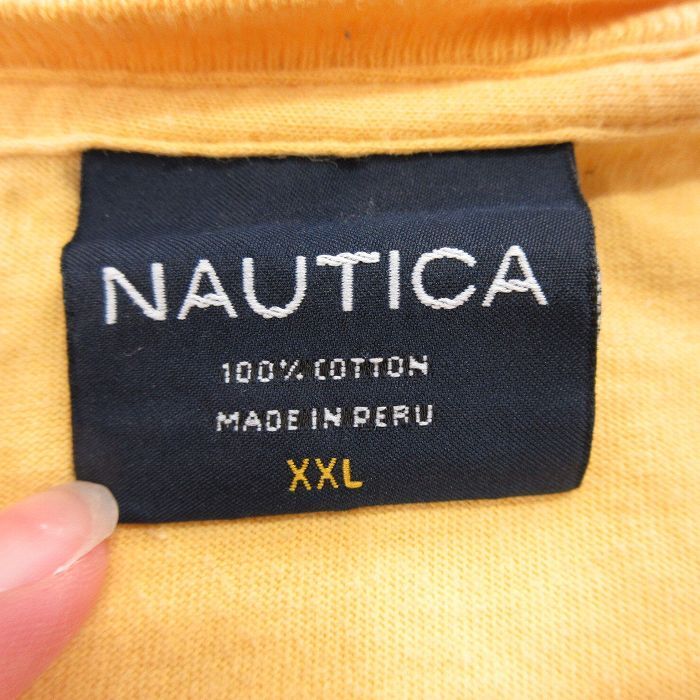 NAUTICA
100% COTTON
MADE IN PERU
XXL